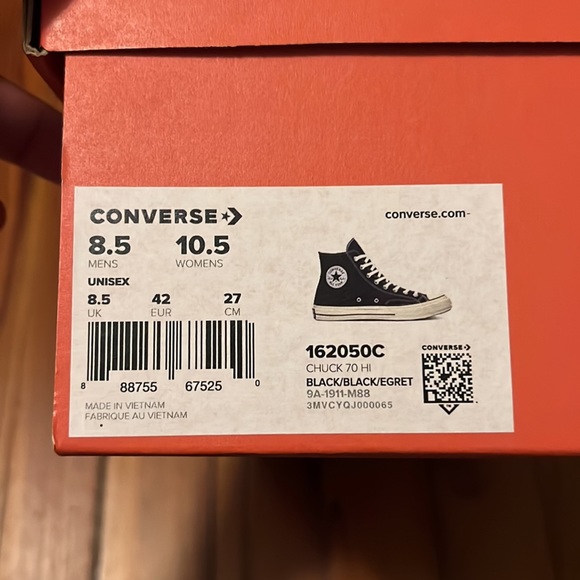 CONVERSE
converse.com
8.5 10.5
MENS WOMENS
UNISEX
8.5 42 27
UK EUR CM
8 88755 67525 0
MADE IN VIETNAM
FABRIQUE AU VIETNAM
162050C
CHUCK 70 HI
BLACK/BLACK/EGRET
9A-1911-M88
3MVCYQJ000065
CONVERSE